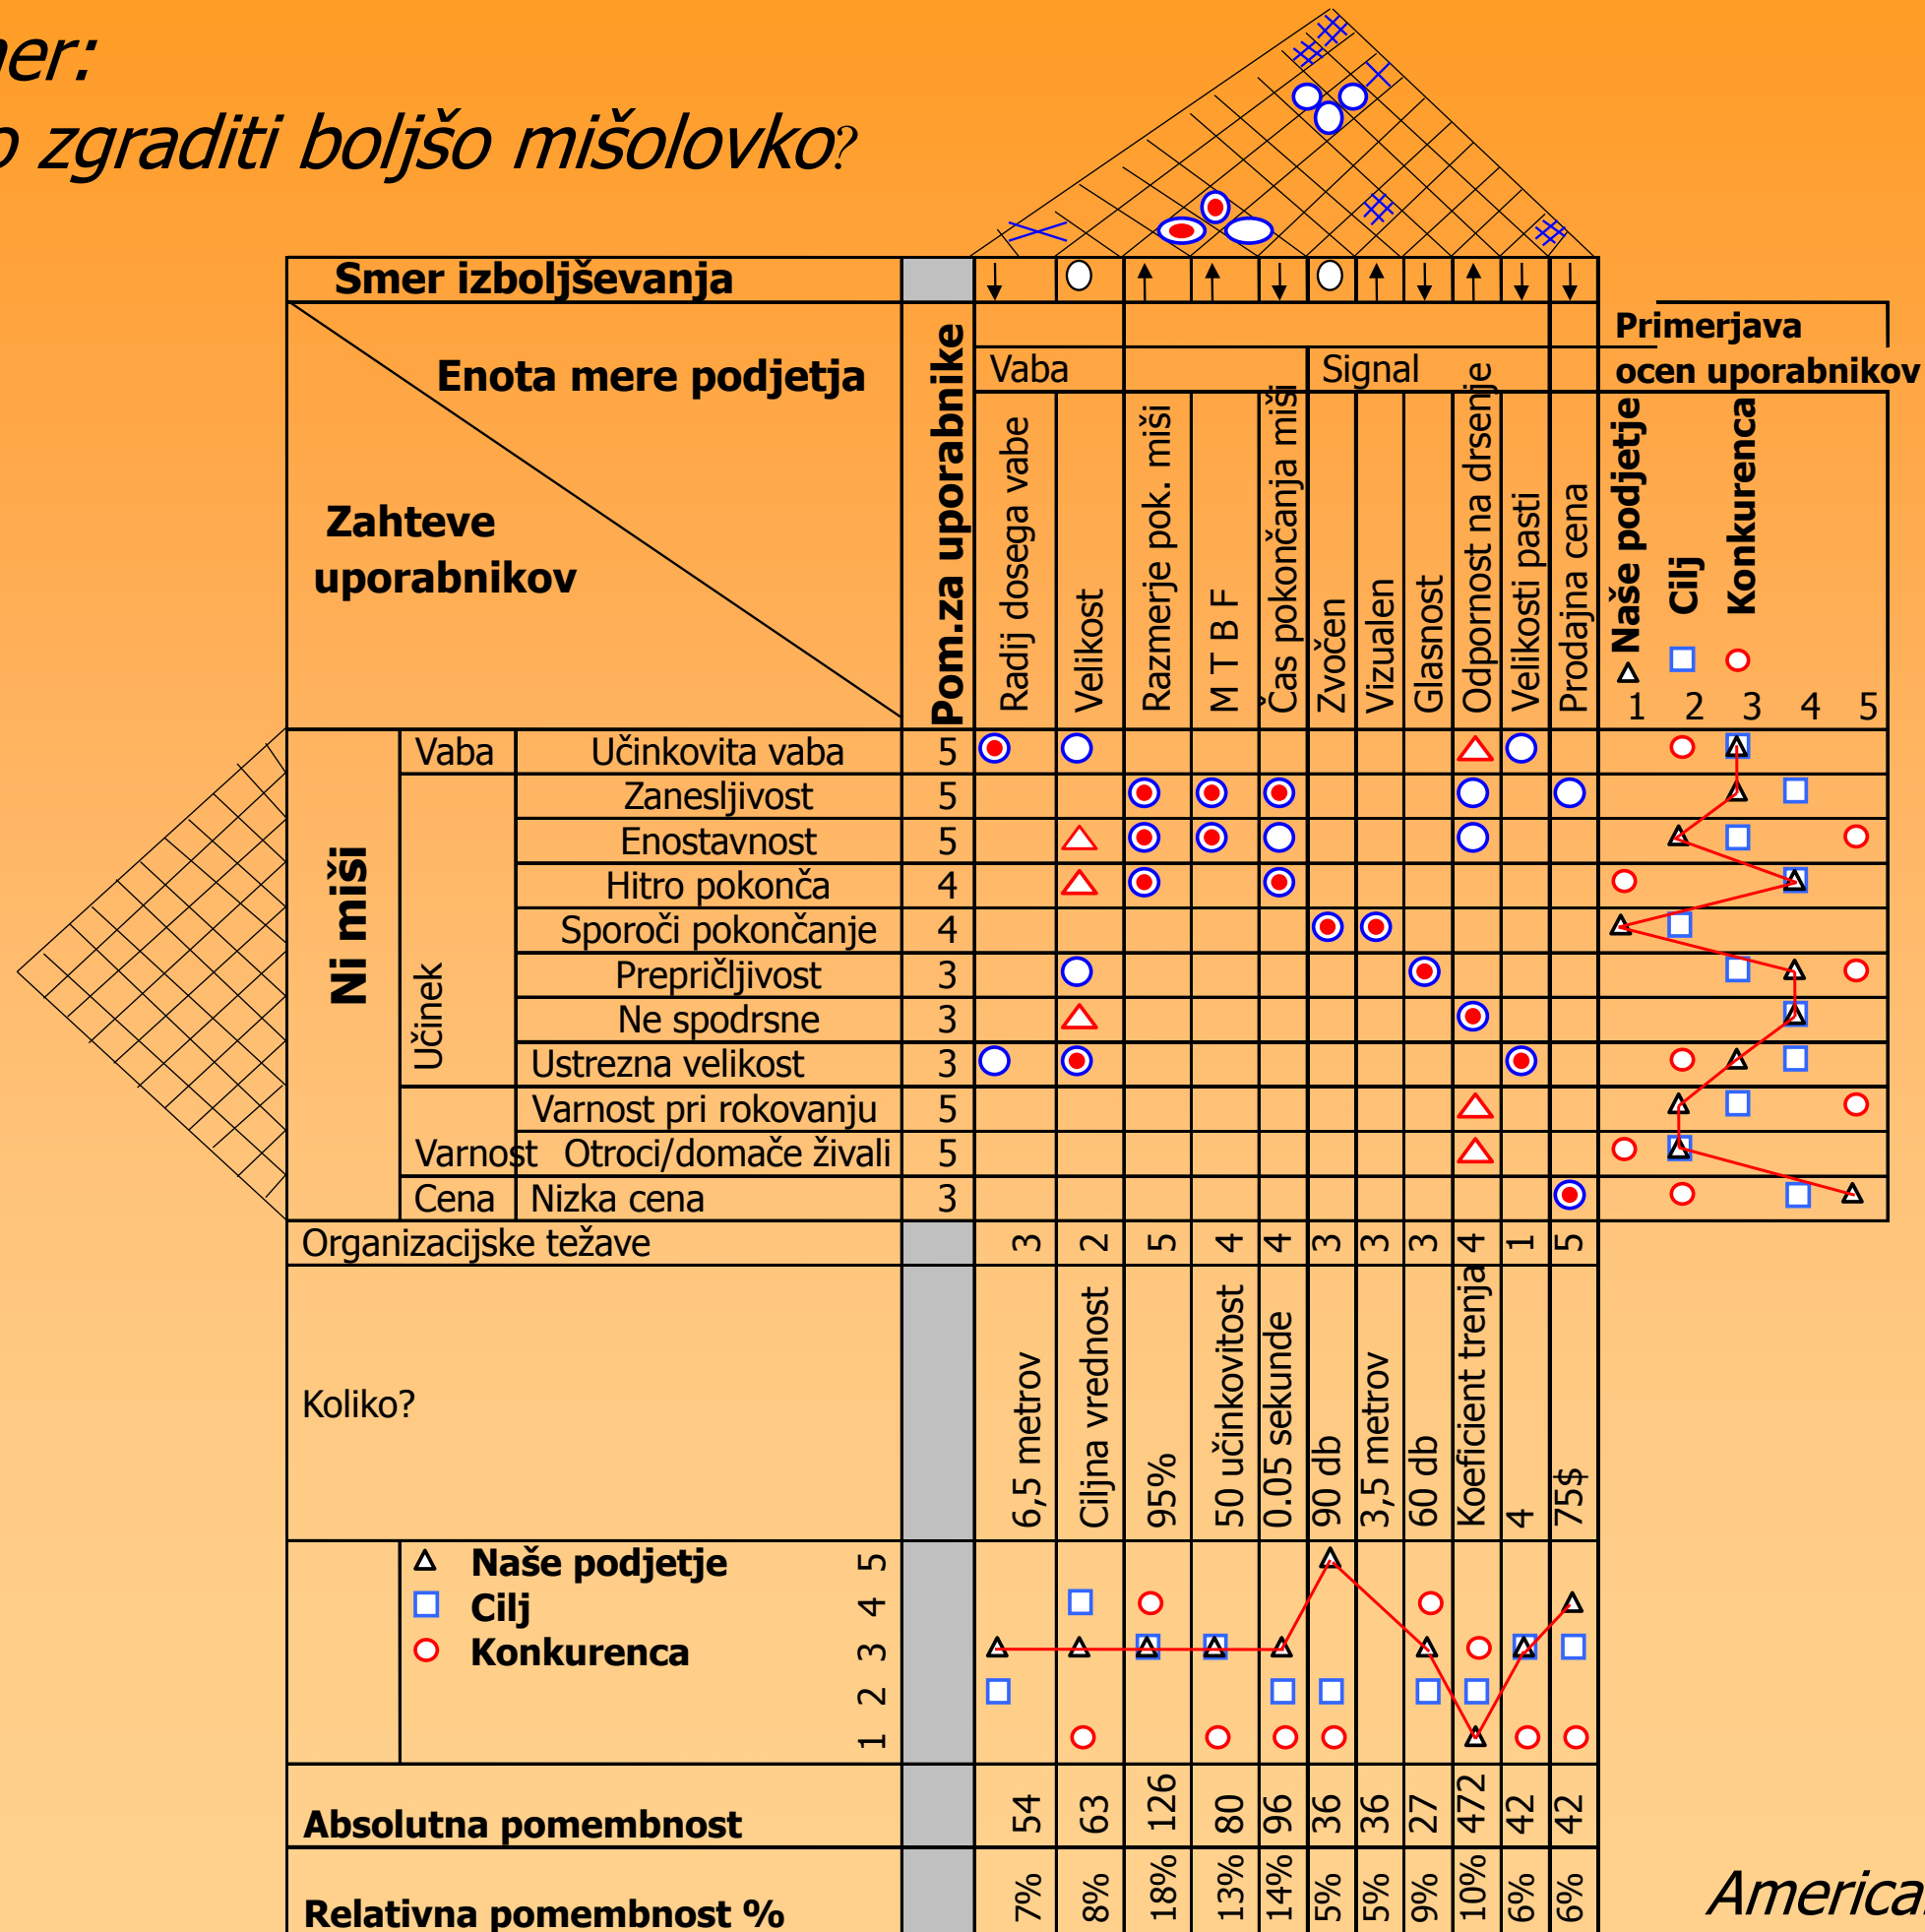 mer:
o zgraditi boljšo mišolovko?
Smer izboljševanja
Enota mere podjetja
Zahteve
uporabnikov
Pom.za uporabnike
Vaba
Signal
Radij dosega vabe
Velikost
Razmerje pok. miši
M T B F
Čas pokončanja miši
Zvočen
Vizualen
Glasnost
Odpornost na drsenje
Velikosti pasti
Prodajna cena
Primerjava
ocen uporabnikov
Naše podjetje
Cilj
Konkurenca
1 2 3 4 5
Ni miši
Vaba Učinkovita vaba 5
Učinek
Zanesljivost 5
Enostavnost 5
Hitro pokonča 4
Sporoči pokončanje 4
Prepričljivost 3
Ne spodrsne 3
Ustrezna velikost 3
Varnost pri rokovanju 5
Varnost Otroci/domače živali 5
Cena Nizka cena 3
Organizacijske težave 3 2 5 4 4 3 3 3 4 1 5
Koliko?
6,5 metrov
Ciljna vrednost
95%
50 učinkovitost
0.05 sekunde
90 db
3,5 metrov
60 db
Koeficient trenja
4
75$
Naše podjetje 5
Cilj 4
Konkurenca 3
2
1
Absolutna pomembnost 54 63 126 80 96 36 36 27 472 42 42
Relativna pomembnost % 7% 8% 18% 13% 14% 5% 5% 9% 10% 6% 6%